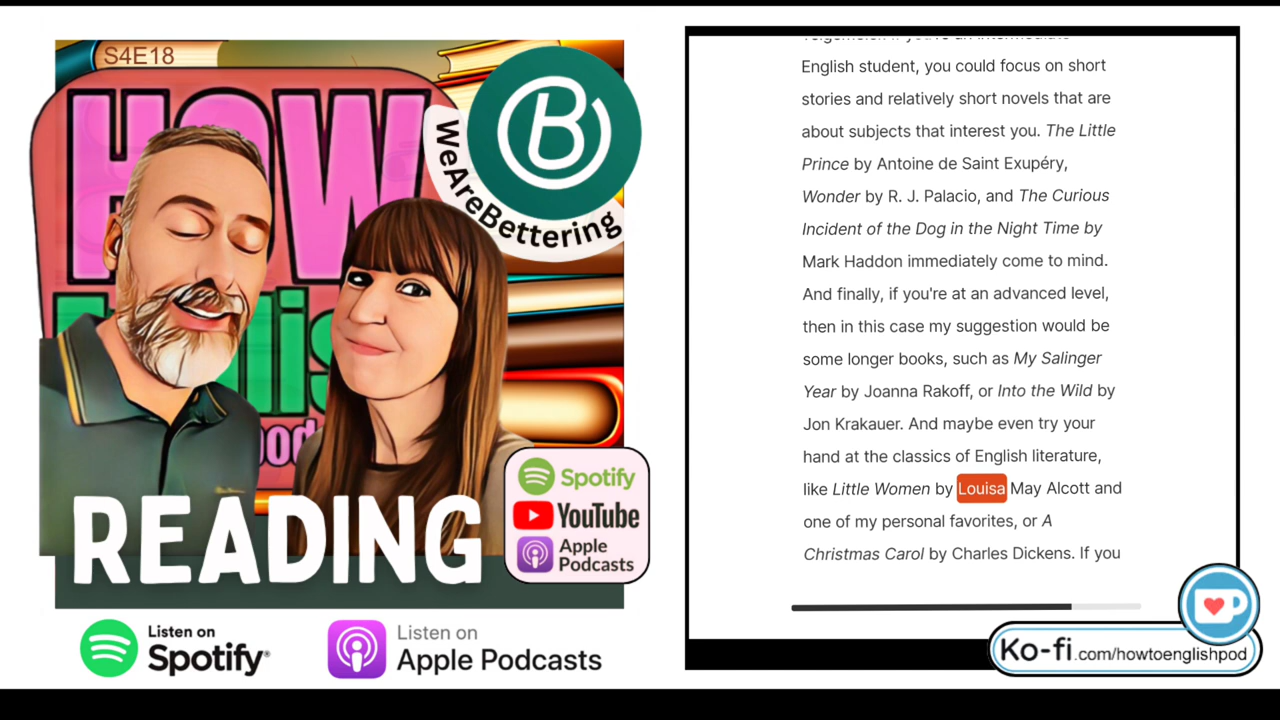 S4E18
HOW
WeAreBettering
B
READING
Spotify
YouTube
Apple
Podcasts
Listen on
Spotify
Listen on
Apple Podcasts
English student, you could focus on short
stories and relatively short novels that are
about subjects that interest you. The Little
Prince by Antoine de Saint Exupéry,
Wonder by R. J. Palacio, and The Curious
Incident of the Dog in the Night Time by
Mark Haddon immediately come to mind.
And finally, if you're at an advanced level,
then in this case my suggestion would be
some longer books, such as My Salinger
Year by Joanna Rakoff, or Into the Wild by
Jon Krakauer. And maybe even try your
hand at the classics of English literature,
like Little Women by Louisa May Alcott and
one of my personal favorites, or A
Christmas Carol by Charles Dickens. If you
Ko-fi.com/howtoenglishpod